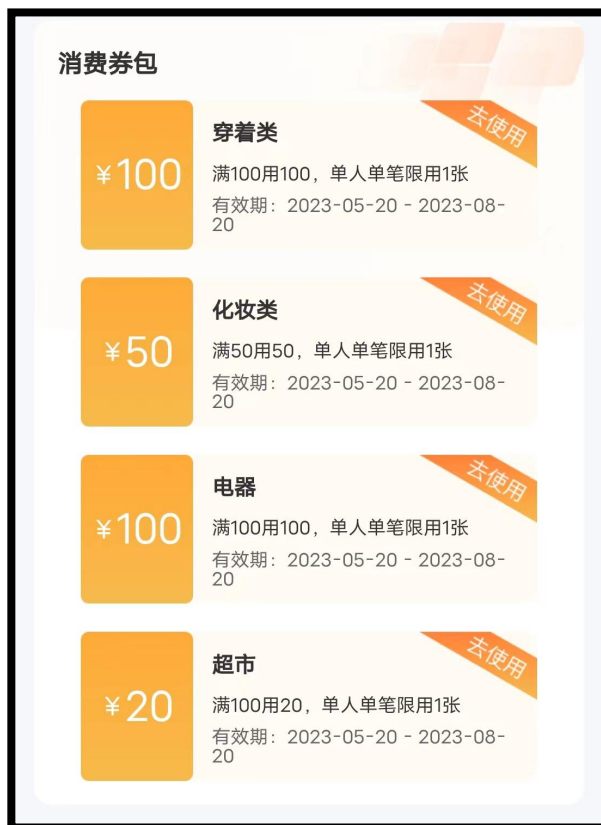 消费券包
去使用
穿着类
¥100
满100用100，单人单笔限用1张
有效期：2023-05-20 - 2023-08-
20
去使用
化妆类
¥50
满50用50，单人单笔限用1张
有效期：2023-05-20 - 2023-08-
20
去使用
电器
¥100
满100用100，单人单笔限用1张
有效期：2023-05-20 - 2023-08-
20
去使用
超市
¥20
满100用20，单人单笔限用1张
有效期：2023-05-20 - 2023-08-
20